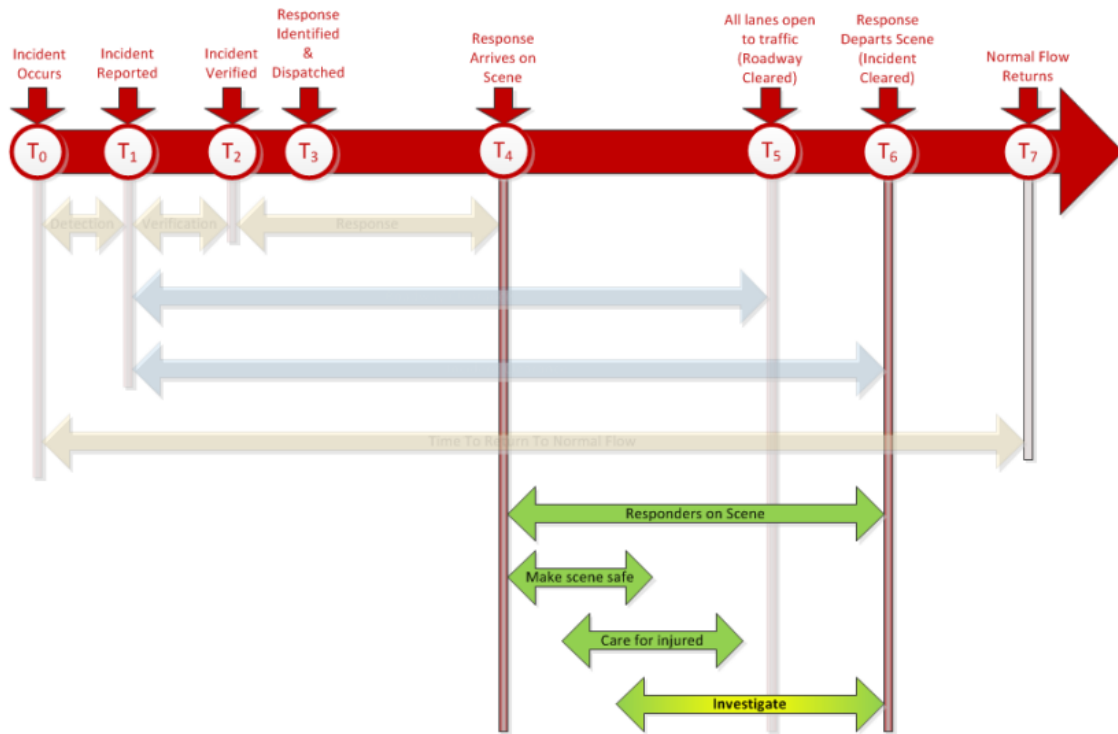 Incident
Occurs
Incident
Reported
Incident
Verified
Response
Identified
&
Dispatched
Response
Arrives on
Scene
All lanes open
to traffic
(Roadway
Cleared)
Response
Departs Scene
(Incident
Cleared)
Normal Flow
Returns
T0
T1
T2
T3
T4
T5
T6
T7
Detection
Verification
Response
Time To Return To Normal Flow
Responders on Scene
Make scene safe
Care for injured
Investigate